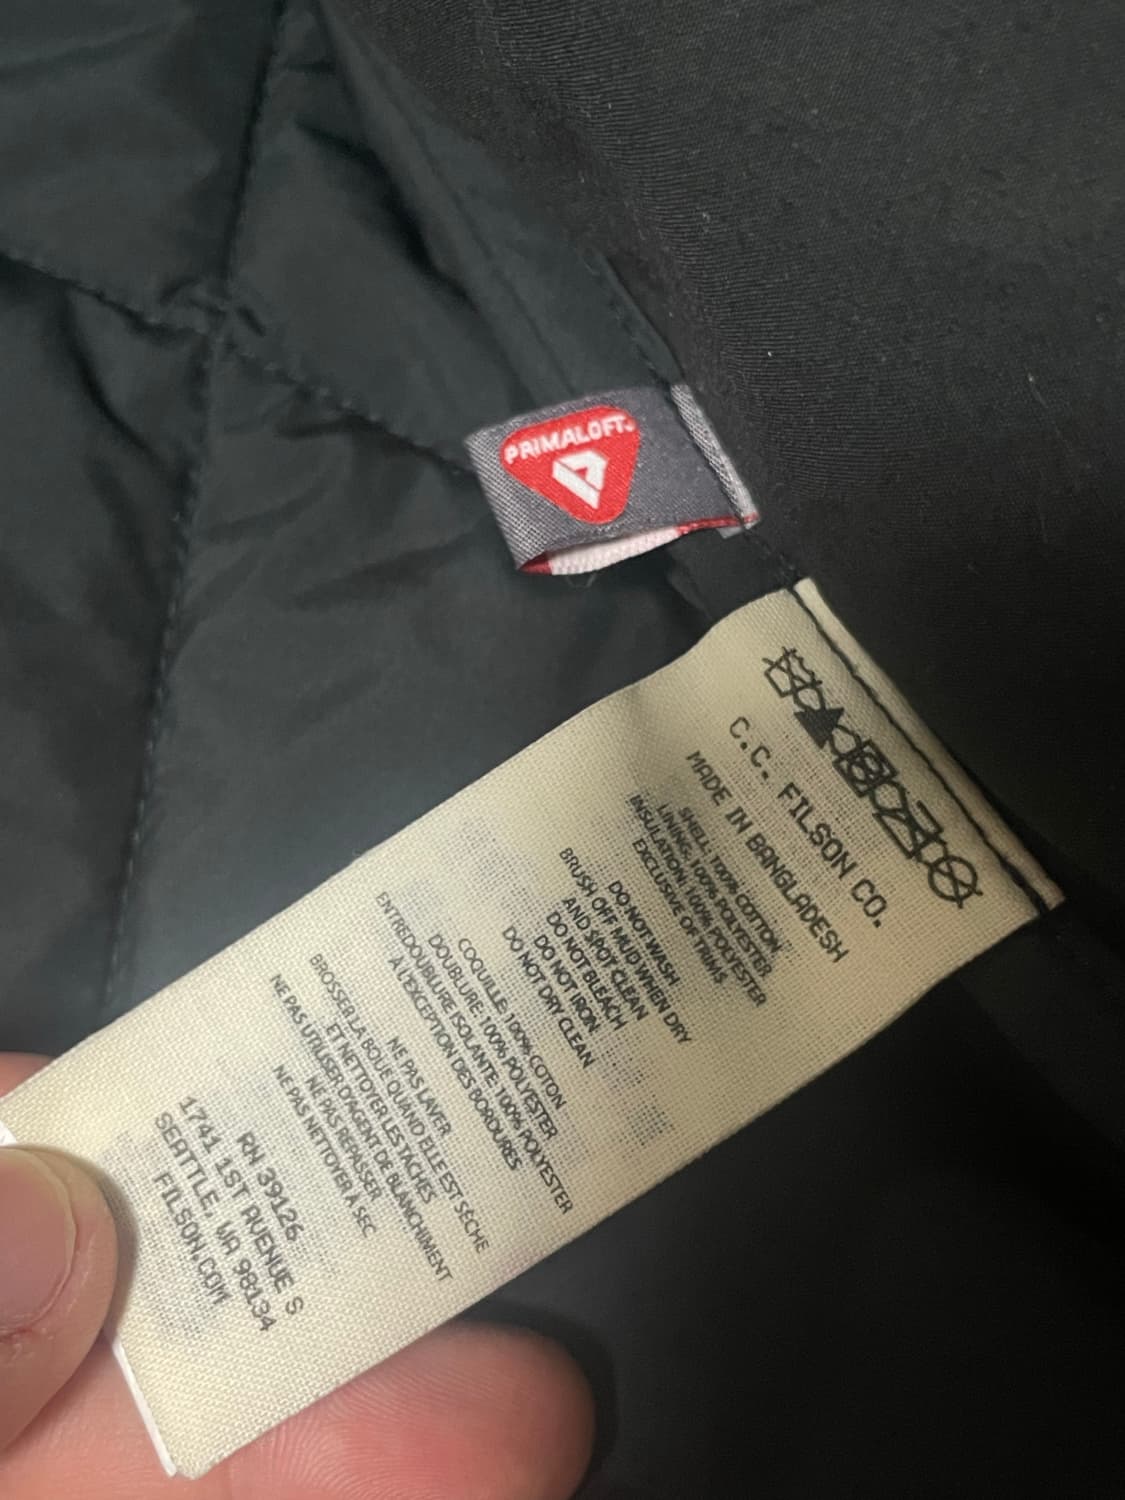 PRIMALOFT
C.C. FILSON CO.
MADE IN BANGLADESH
SHELL: 100% COTTON
LINING: 100% POLYESTER
INSULATION: 100% POLYESTER
EXCLUSIVE OF TRIMS
DO NOT WASH
BRUSH OFF MUD WHEN DRY
AND SPOT CLEAN
DO NOT BLEACH
DO NOT IRON
DO NOT DRY CLEAN
COQUILLE: 100% COTON
DOUBLURE: 100% POLYESTER
ENTREDOUBLURE ISOLANTE: 100% POLYESTER
À L'EXCEPTION DES BORDURES
NE PAS LAVER
BROSSER LA BOUE QUAND ELLE EST SÈCHE
ET NETTOYER LES TACHES
NE PAS UTILISER D'AGENT DE BLANCHIMENT
NE PAS REPASSER
NE PAS NETTOYER À SEC
RN 39126
1741 1ST AVENUE S
SEATTLE, WA 98134
FILSON.COM